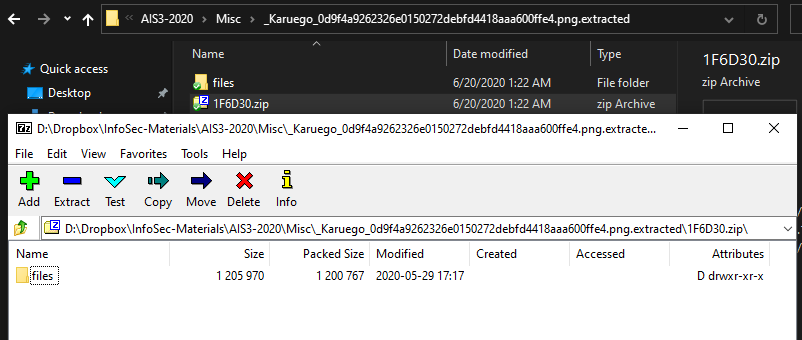 AIS3-2020 > Misc > _Karuego_0d9f4a9262326e0150272debfd4418aaa600ffe4.png.extracted
Name Date modified Type
1F6D30.zip
zip Archive
Quick access
Desktop
files 6/20/2020 1:22 AM File folder
1F6D30.zip 6/20/2020 1:22 AM zip Archive
D:\Dropbox\InfoSec-Materials\AIS3-2020\Misc\_Karuego_0d9f4a9262326e0150272debfd4418aaa600ffe4.png.extracte...
File Edit View Favorites Tools Help
Add Extract Test Copy Move Delete Info
D:\Dropbox\InfoSec-Materials\AIS3-2020\Misc\_Karuego_0d9f4a9262326e0150272debfd4418aaa600ffe4.png.extracted\1F6D30.zip\
Name Size Packed Size Modified Created Accessed Attributes
files 1 205 970 1 200 767 2020-05-29 17:17 D drwxr-xr-x